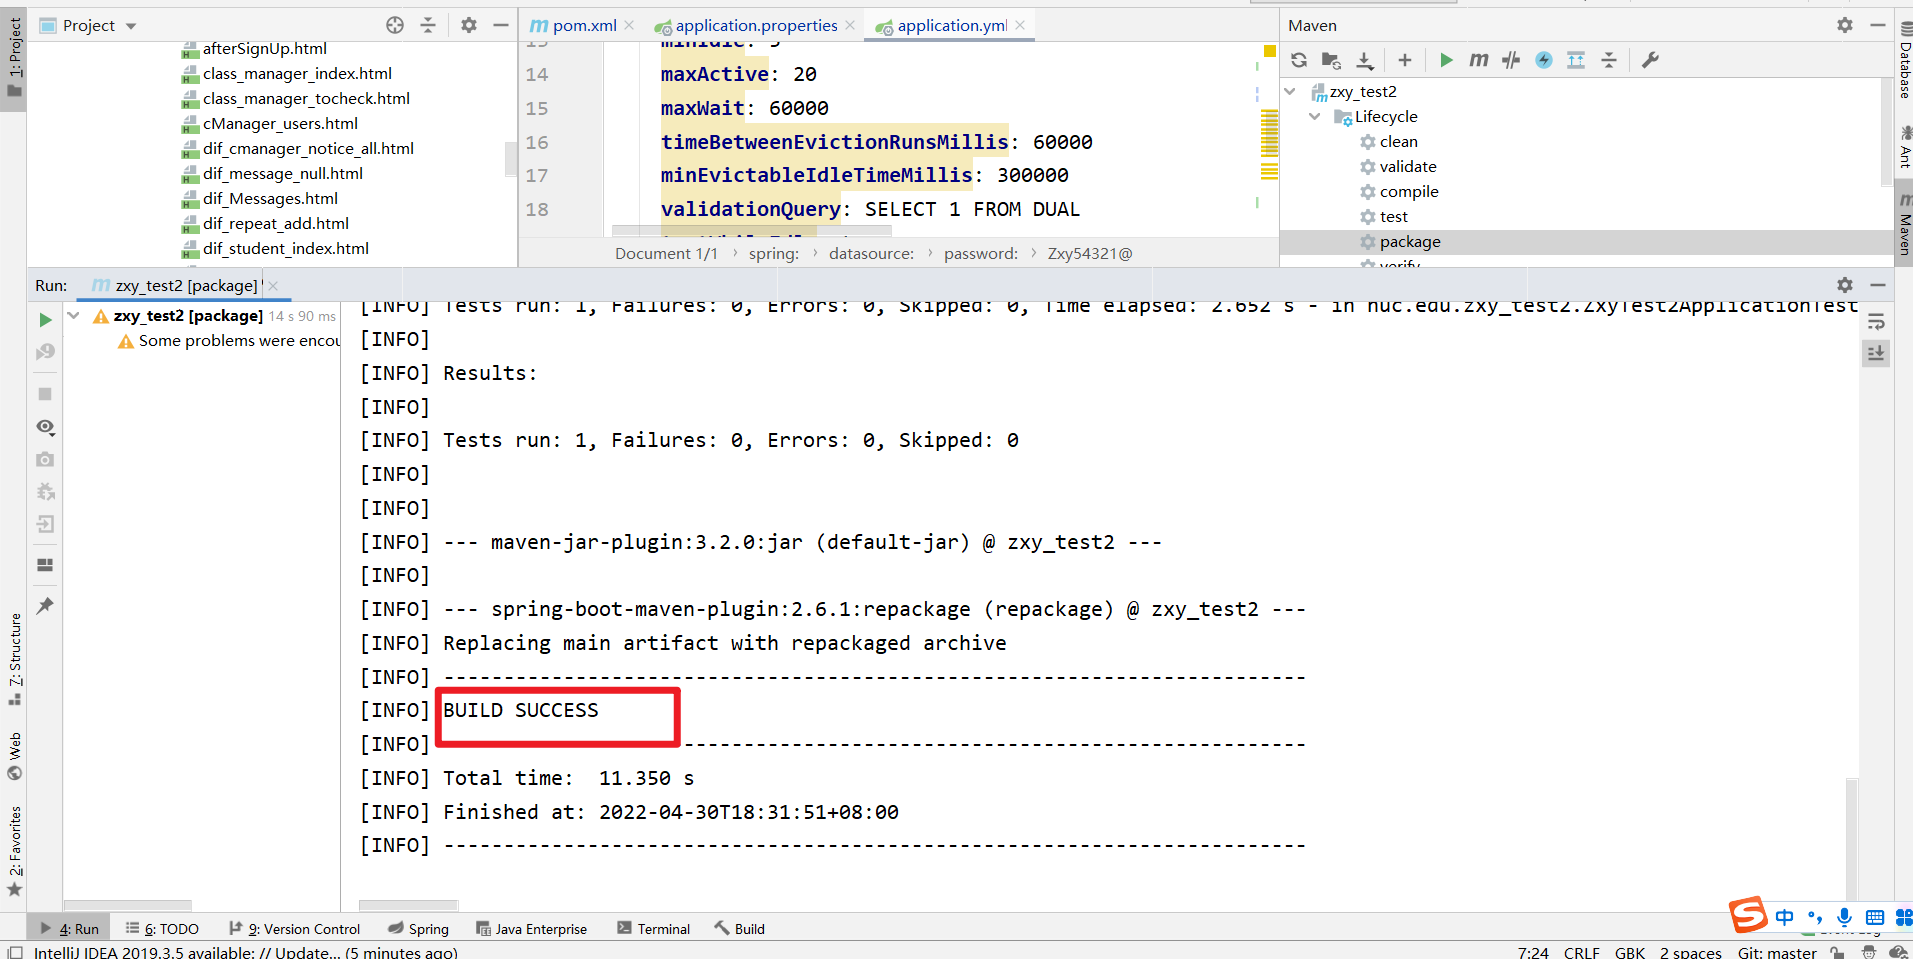 Project
pom.xml
application.properties
application.yml
Maven
1: Project
afterSignUp.html
class_manager_index.html
class_manager_tocheck.html
cManager_users.html
dif_cmanager_notice_all.html
dif_message_null.html
dif_Messages.html
dif_repeat_add.html
dif_student_index.html
14 maxActive: 20
15 maxWait: 60000
16 timeBetweenEvictionRunsMillis: 60000
17 minEvictableIdleTimeMillis: 300000
18 validationQuery: SELECT 1 FROM DUAL
Document 1/1 › spring: › datasource: › password: › Zxy54321@
zxy_test2
Lifecycle
clean
validate
compile
test
package
verify
Database
Ant
Maven
Run: zxy_test2 [package]
zxy_test2 [package] 14 s 90 ms
Some problems were encou
[INFO] Tests run: 1, Failures: 0, Errors: 0, Skipped: 0, Time elapsed: 2.652 s - in nuc.edu.zxy_test2.ZxyTest2ApplicationTest
[INFO]
[INFO] Results:
[INFO]
[INFO] Tests run: 1, Failures: 0, Errors: 0, Skipped: 0
[INFO]
[INFO]
[INFO] --- maven-jar-plugin:3.2.0:jar (default-jar) @ zxy_test2 ---
[INFO]
[INFO] --- spring-boot-maven-plugin:2.6.1:repackage (repackage) @ zxy_test2 ---
[INFO] Replacing main artifact with repackaged archive
[INFO] ------------------------------------------------------------------------
[INFO] BUILD SUCCESS
[INFO] ------------------------------------------------------------------------
[INFO] Total time:  11.350 s
[INFO] Finished at: 2022-04-30T18:31:51+08:00
[INFO] ------------------------------------------------------------------------
7: Structure
Web
2: Favorites
4: Run
6: TODO
9: Version Control
Spring
Java Enterprise
Terminal
Build
中
IntelliJ IDEA 2019.3.5 available: // Update... (5 minutes ago)
7:24 CRLF GBK 2 spaces Git: master